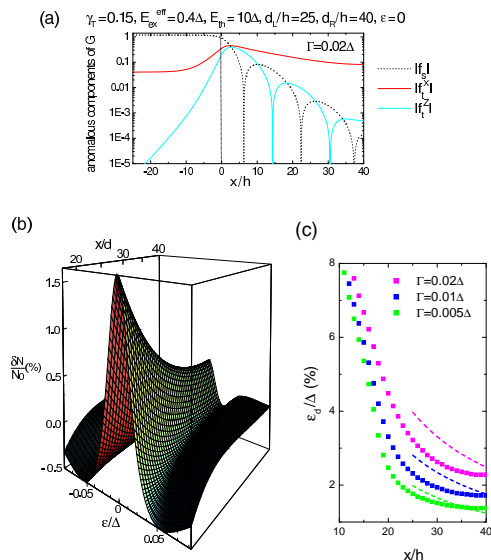 (a)
γ_T=0.15, E_ex^eff=0.4Δ, E_Th=10Δ, d_L/h=25, d_R/h=40, ε=0
anomalous components of G
1
0.1
0.01
1E-3
1E-4
1E-5
Γ=0.02Δ
-20 -10 0 10 20 30 40
x/h
|f_s|
|f_t^X|
|f_t^Z|
(b)
x/d
20 30 40
1.5
1.0
0.5
0.0
-0.5
δN/N_0 (%)
-0.05 0 0.05
ε/Δ
(c)
Γ=0.02Δ
Γ=0.01Δ
Γ=0.005Δ
8
6
4
2
ε_d/Δ (%)
10 20 30 40
x/h